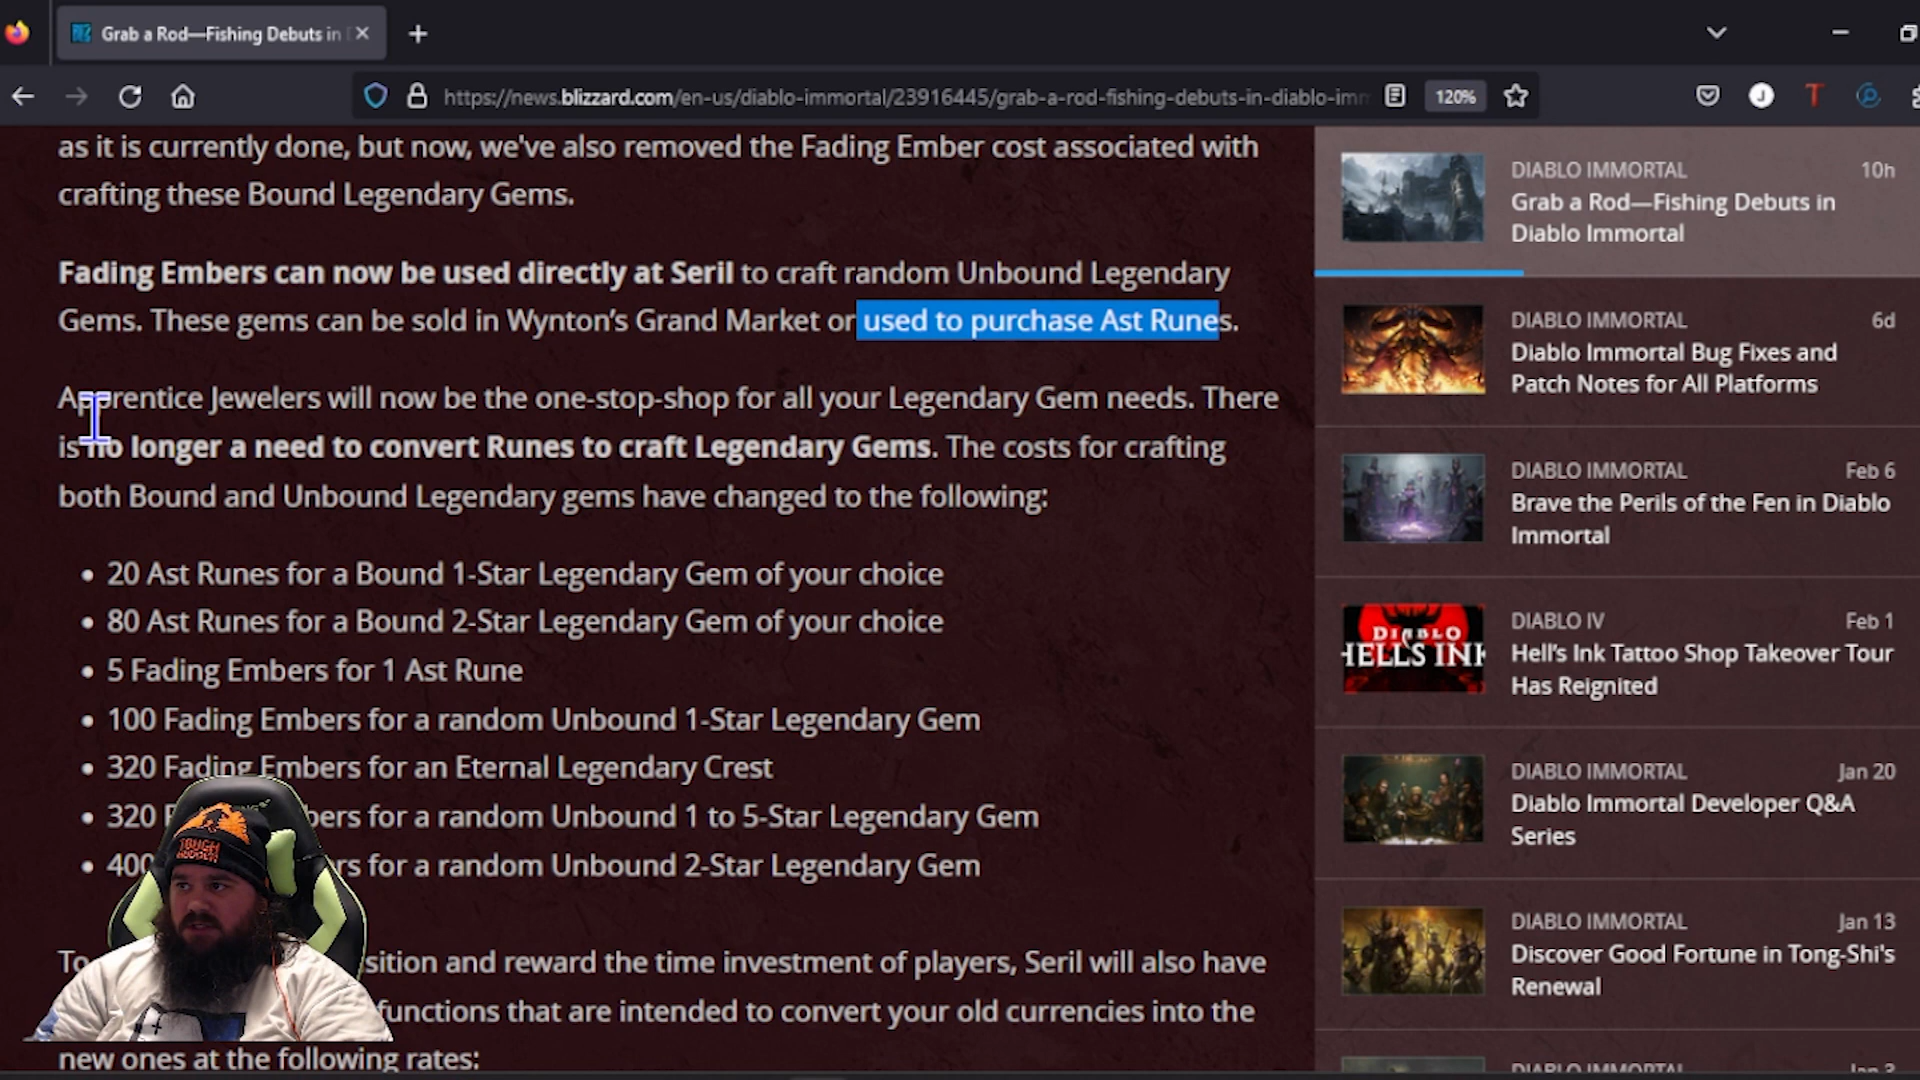 Grab a Rod—Fishing Debuts in
https://news.blizzard.com/en-us/diablo-immortal/23916445/grab-a-rod-fishing-debuts-in-diablo-imm
120%
as it is currently done, but now, we've also removed the Fading Ember cost associated with
crafting these Bound Legendary Gems.
Fading Embers can now be used directly at Seril to craft random Unbound Legendary
Gems. These gems can be sold in Wynton's Grand Market or used to purchase Ast Runes.
Apprentice Jewelers will now be the one-stop-shop for all your Legendary Gem needs. There
is no longer a need to convert Runes to craft Legendary Gems. The costs for crafting
both Bound and Unbound Legendary gems have changed to the following:
• 20 Ast Runes for a Bound 1-Star Legendary Gem of your choice
• 80 Ast Runes for a Bound 2-Star Legendary Gem of your choice
• 5 Fading Embers for 1 Ast Rune
• 100 Fading Embers for a random Unbound 1-Star Legendary Gem
• 320 Fading Embers for an Eternal Legendary Crest
• 320 F bers for a random Unbound 1 to 5-Star Legendary Gem
• 400 rs for a random Unbound 2-Star Legendary Gem
To sition and reward the time investment of players, Seril will also have
functions that are intended to convert your old currencies into the
new ones at the following rates:
TOUGH
MUDDER
DIABLO IMMORTAL 10h
Grab a Rod—Fishing Debuts in
Diablo Immortal
DIABLO IMMORTAL 6d
Diablo Immortal Bug Fixes and
Patch Notes for All Platforms
DIABLO IMMORTAL Feb 6
Brave the Perils of the Fen in Diablo
Immortal
DIABLO
HELLS INK
DIABLO IV Feb 1
Hell's Ink Tattoo Shop Takeover Tour
Has Reignited
DIABLO IMMORTAL Jan 20
Diablo Immortal Developer Q&A
Series
DIABLO IMMORTAL Jan 13
Discover Good Fortune in Tong-Shi's
Renewal
DIABLO IMMORTAL Jan 3